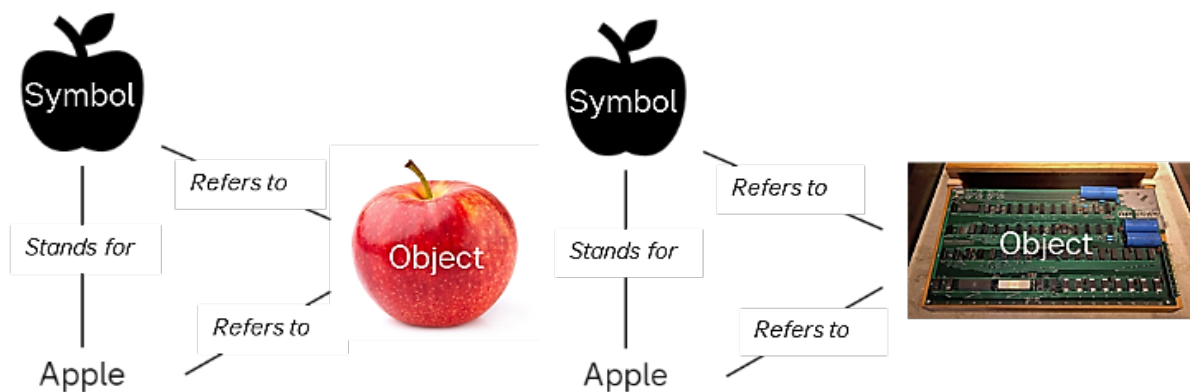 Symbol
Refers to
Stands for
Object
Refers to
Apple
Symbol
Refers to
Stands for
Object
Refers to
Apple